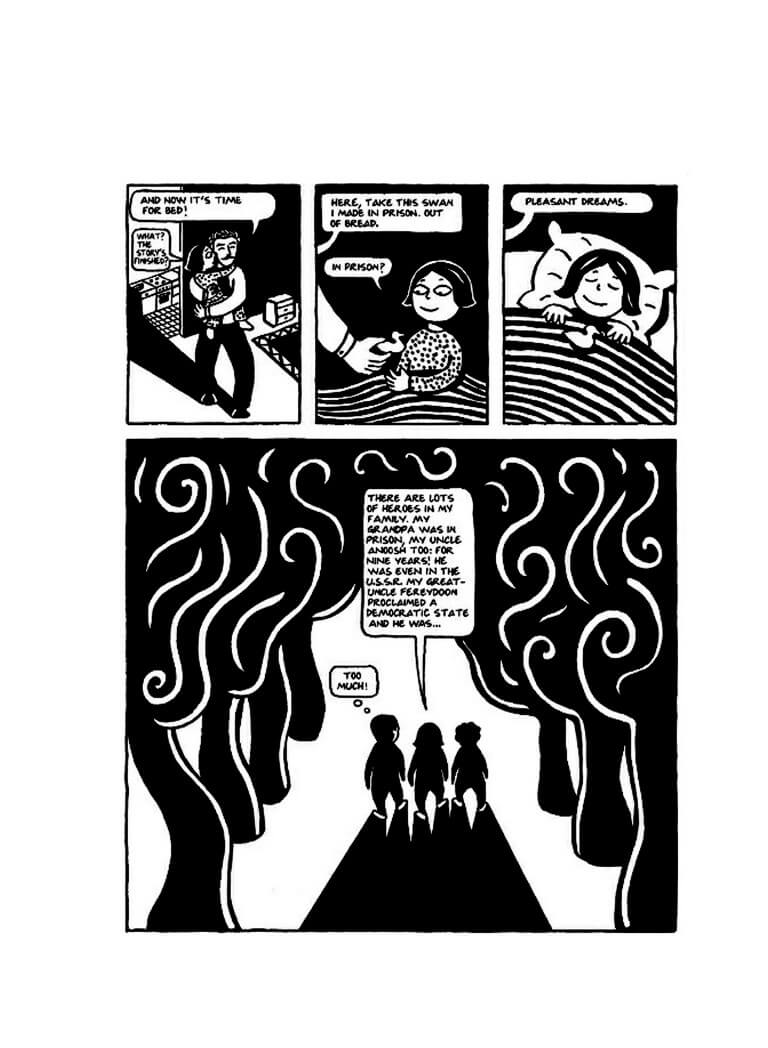 AND NOW IT'S TIME
FOR BED!
WHAT?
THE
STORY'S
FINISHED?
HERE, TAKE THIS SWAN
I MADE IN PRISON. OUT
OF BREAD.
IN PRISON?
PLEASANT DREAMS.
THERE ARE LOTS
OF HEROES IN MY
FAMILY. MY
GRANDPA WAS IN
PRISON, MY UNCLE
ANOOSH TOO: FOR
NINE YEARS! HE
WAS EVEN IN THE
U.S.S.R. MY GREAT-
UNCLE FEREYDOON
PROCLAIMED A
DEMOCRATIC STATE
AND HE WAS...
TOO
MUCH!